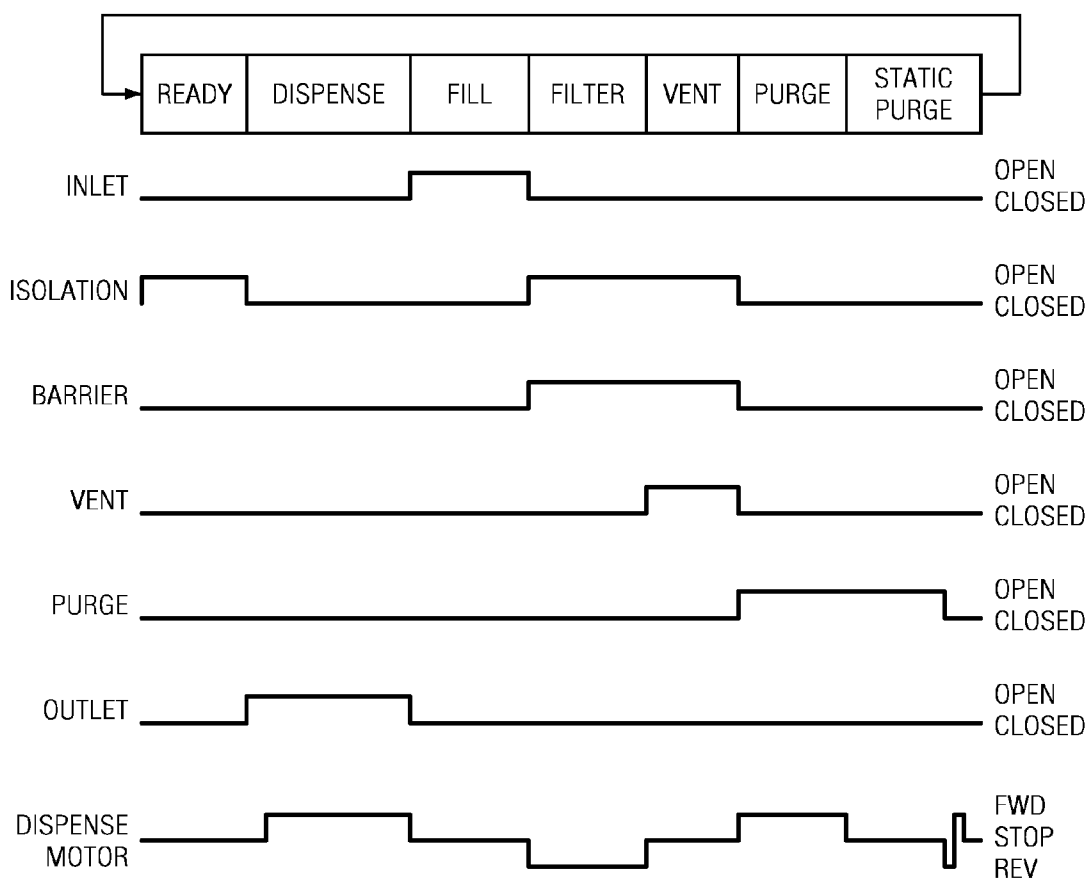 READY DISPENSE FILL FILTER VENT PURGE STATIC
PURGE
INLET OPEN
CLOSED
ISOLATION OPEN
CLOSED
BARRIER OPEN
CLOSED
VENT OPEN
CLOSED
PURGE OPEN
CLOSED
OUTLET OPEN
CLOSED
DISPENSE
MOTOR
FWD
STOP
REV